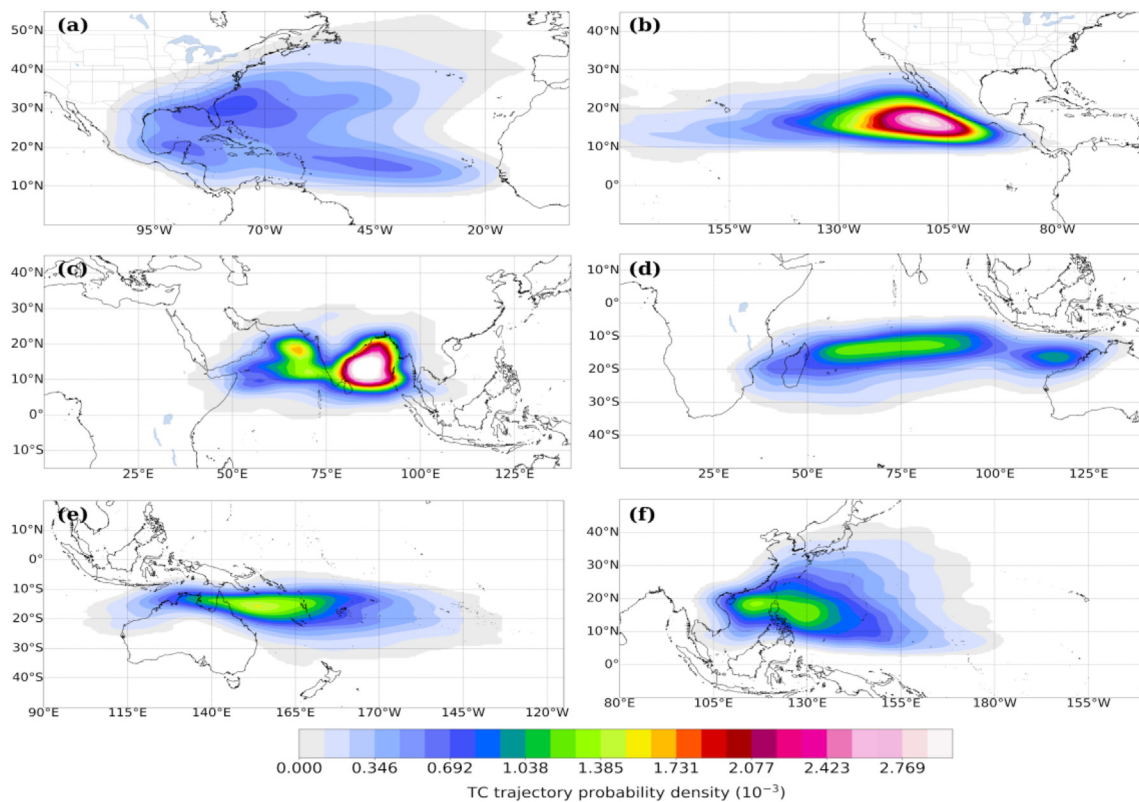 (a)
50°N
40°N
30°N
20°N
10°N
95°W 70°W 45°W 20°W
(b)
40°N
30°N
20°N
10°N
0°
155°W 130°W 105°W 80°W
(c)
40°N
30°N
20°N
10°N
0°
10°S
25°E 50°E 75°E 100°E 125°E
(d)
10°N
0°
10°S
20°S
30°S
40°S
25°E 50°E 75°E 100°E 125°E
(e)
10°N
0°
10°S
20°S
30°S
40°S
90°E 115°E 140°E 165°E 170°W 145°W 120°W
(f)
40°N
30°N
20°N
10°N
0°
80°E 105°E 130°E 155°E 180°W 155°W
0.000 0.346 0.692 1.038 1.385 1.731 2.077 2.423 2.769
TC trajectory probability density (10⁻³)